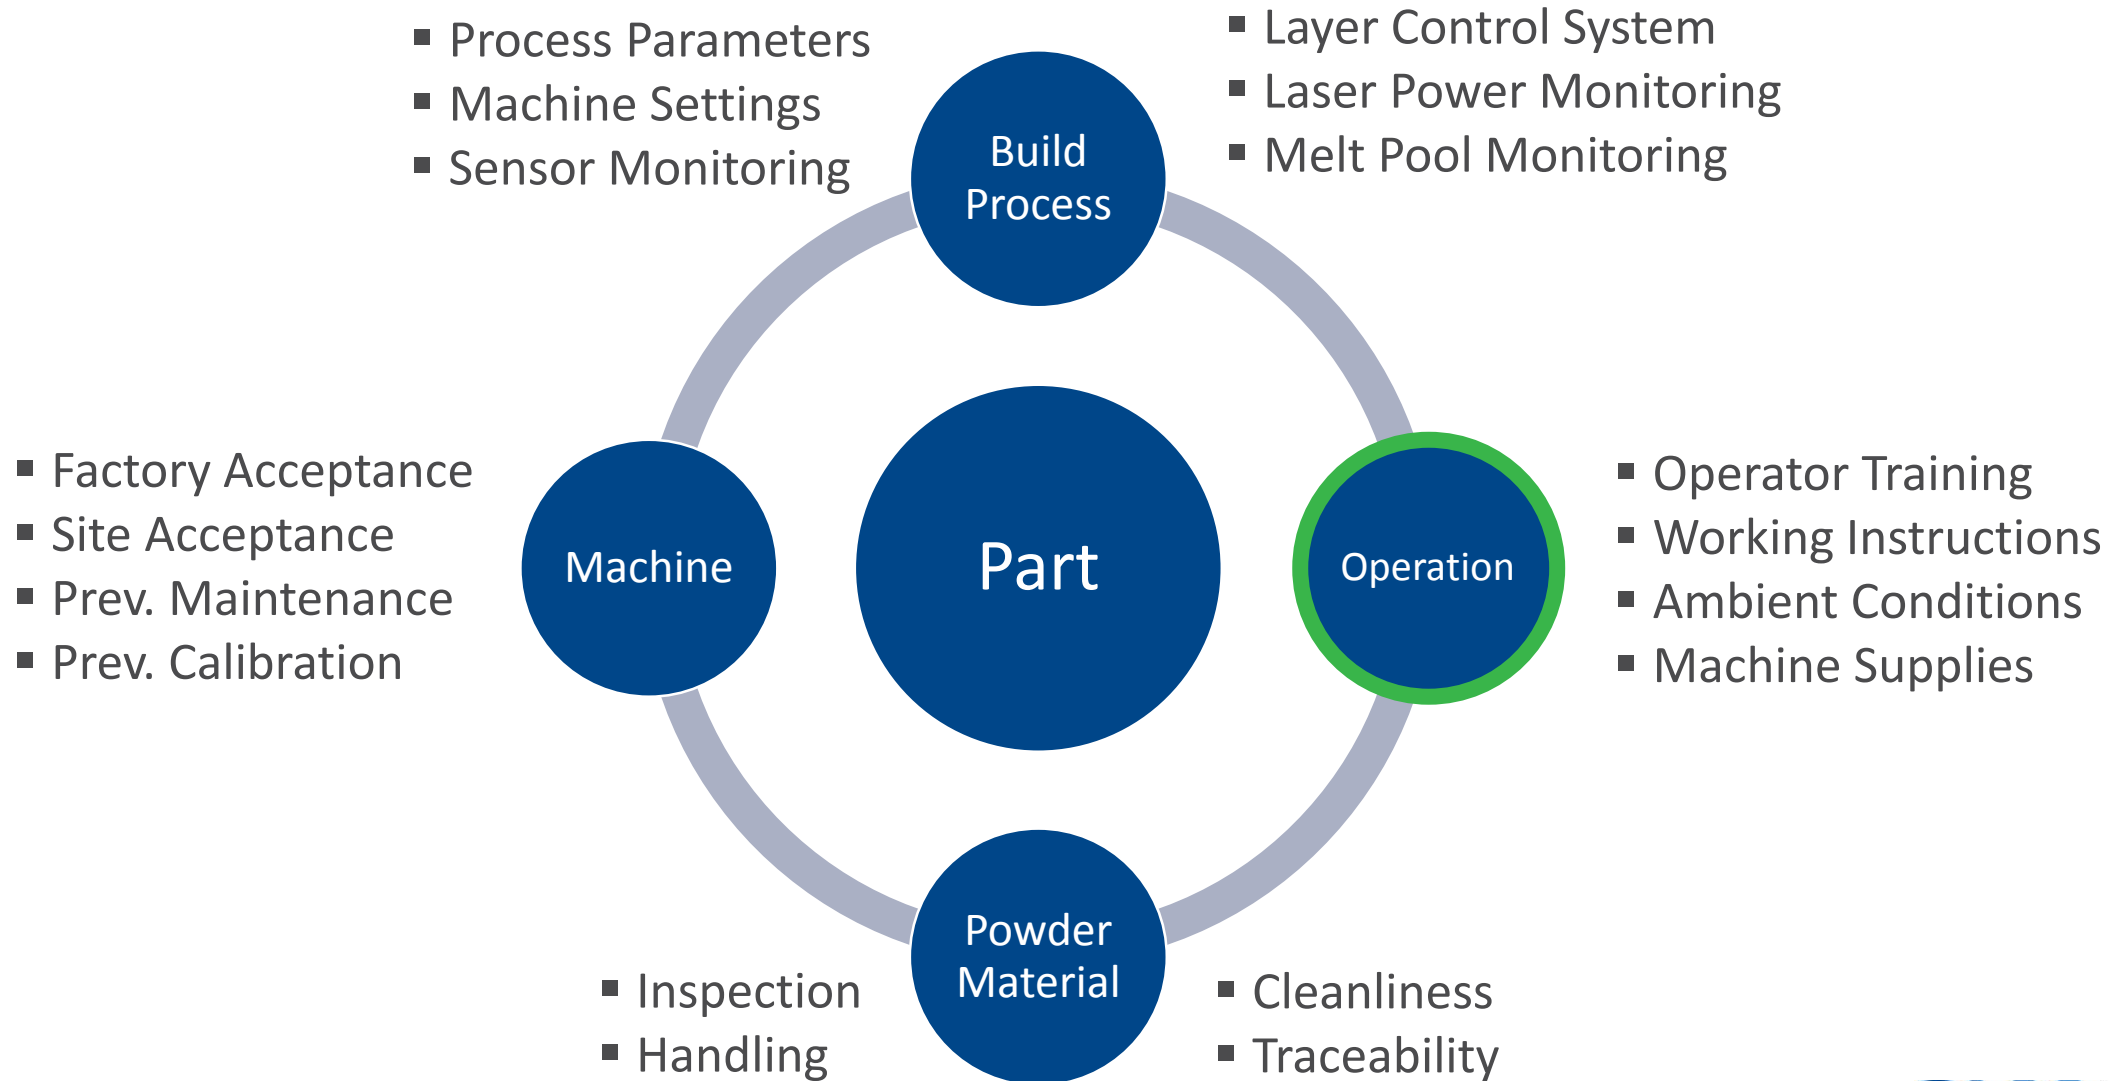 ▪ Process Parameters
▪ Machine Settings
▪ Sensor Monitoring
▪ Layer Control System
▪ Laser Power Monitoring
▪ Melt Pool Monitoring
Build
Process
▪ Factory Acceptance
▪ Site Acceptance
▪ Prev. Maintenance
▪ Prev. Calibration
Machine
Part
Operation
▪ Operator Training
▪ Working Instructions
▪ Ambient Conditions
▪ Machine Supplies
Powder
Material
▪ Inspection
▪ Handling
▪ Cleanliness
▪ Traceability